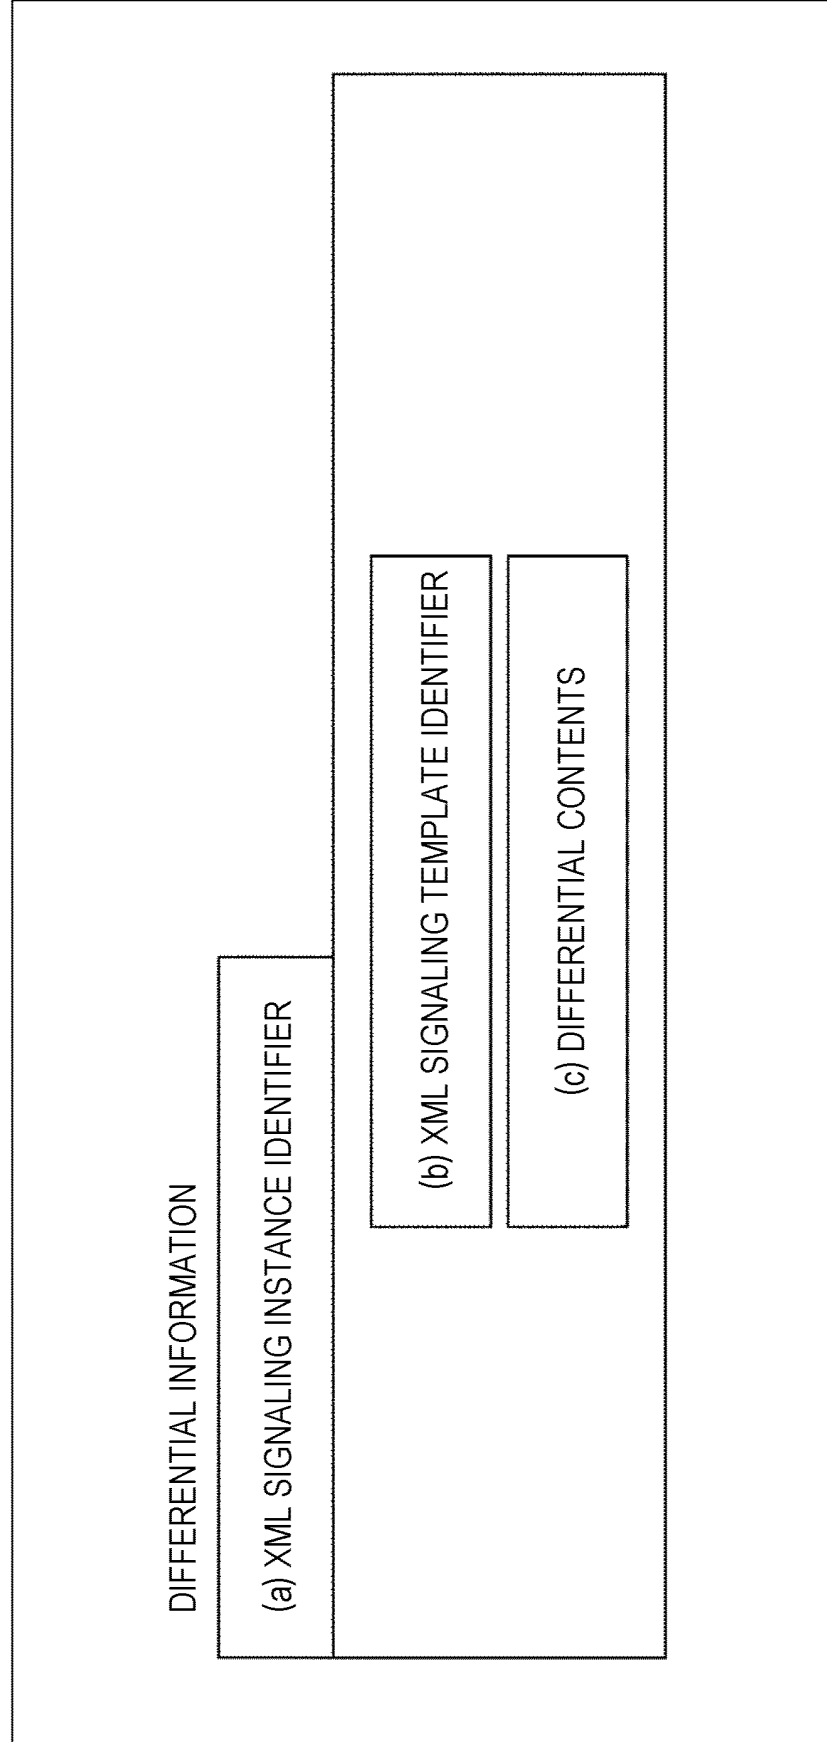 DIFFERENTIAL INFORMATION
(a) XML SIGNALING INSTANCE IDENTIFIER
(b) XML SIGNALING TEMPLATE IDENTIFIER
(c) DIFFERENTIAL CONTENTS